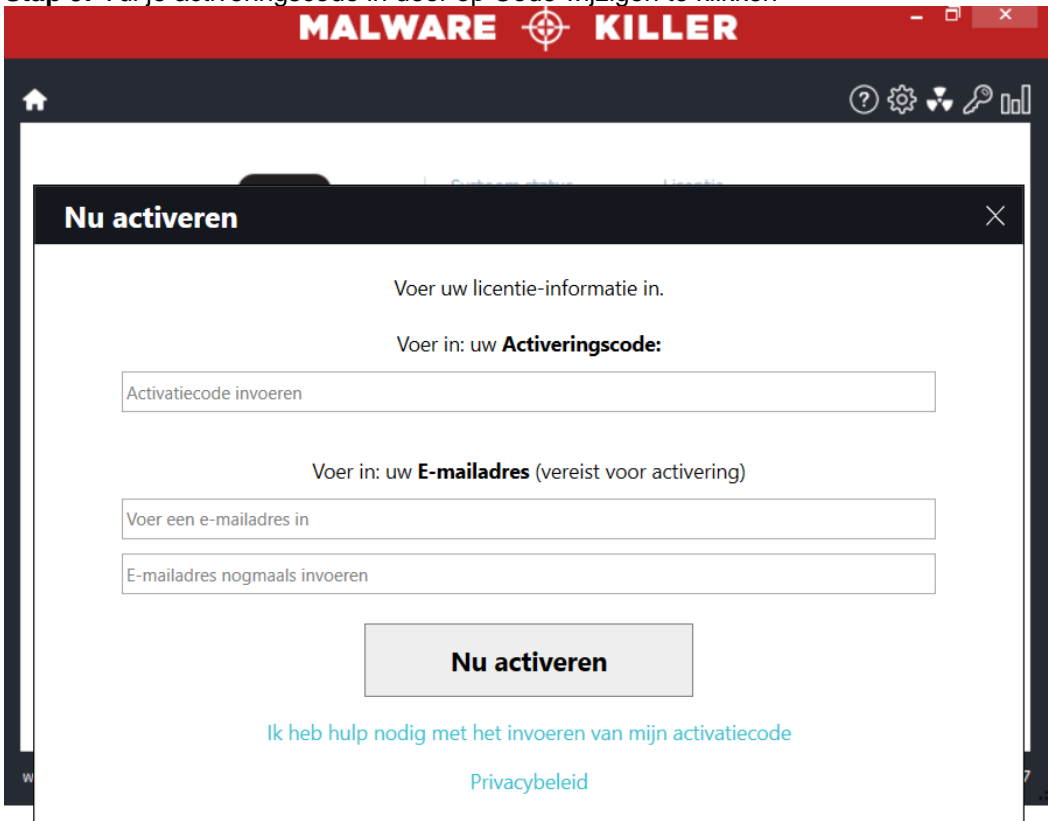 MALWARE KILLER
Nu activeren
Voer uw licentie-informatie in.
Voer in: uw Activeringscode:
Activatiecode invoeren
Voer in: uw E-mailadres (vereist voor activering)
Voer een e-mailadres in
E-mailadres nogmaals invoeren
Nu activeren
Ik heb hulp nodig met het invoeren van mijn activatiecode
Privacybeleid
w
7